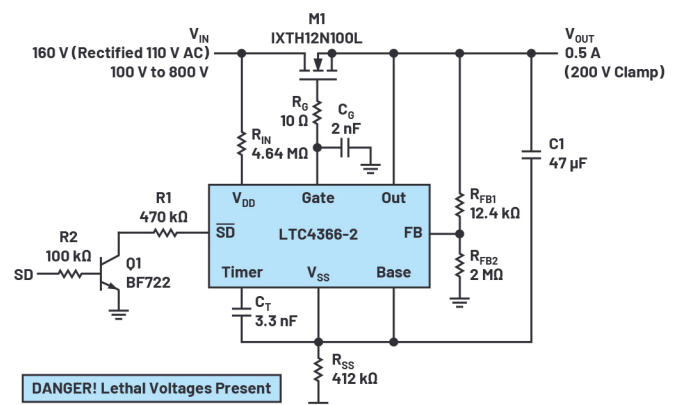 M1
IXTH12N100L
VIN
160 V (Rectified 110 V AC)
100 V to 800 V
VOUT
0.5 A
(200 V Clamp)
RG
10 Ω
CG
2 nF
RIN
4.64 MΩ
C1
47 µF
R1
470 kΩ
VDD
Gate
Out
RFB1
12.4 kΩ
R2
100 kΩ
SD
Q1
BF722
SD
LTC4366-2
FB
RFB2
2 MΩ
Timer
VSS
Base
CT
3.3 nF
RSS
412 kΩ
DANGER! Lethal Voltages Present